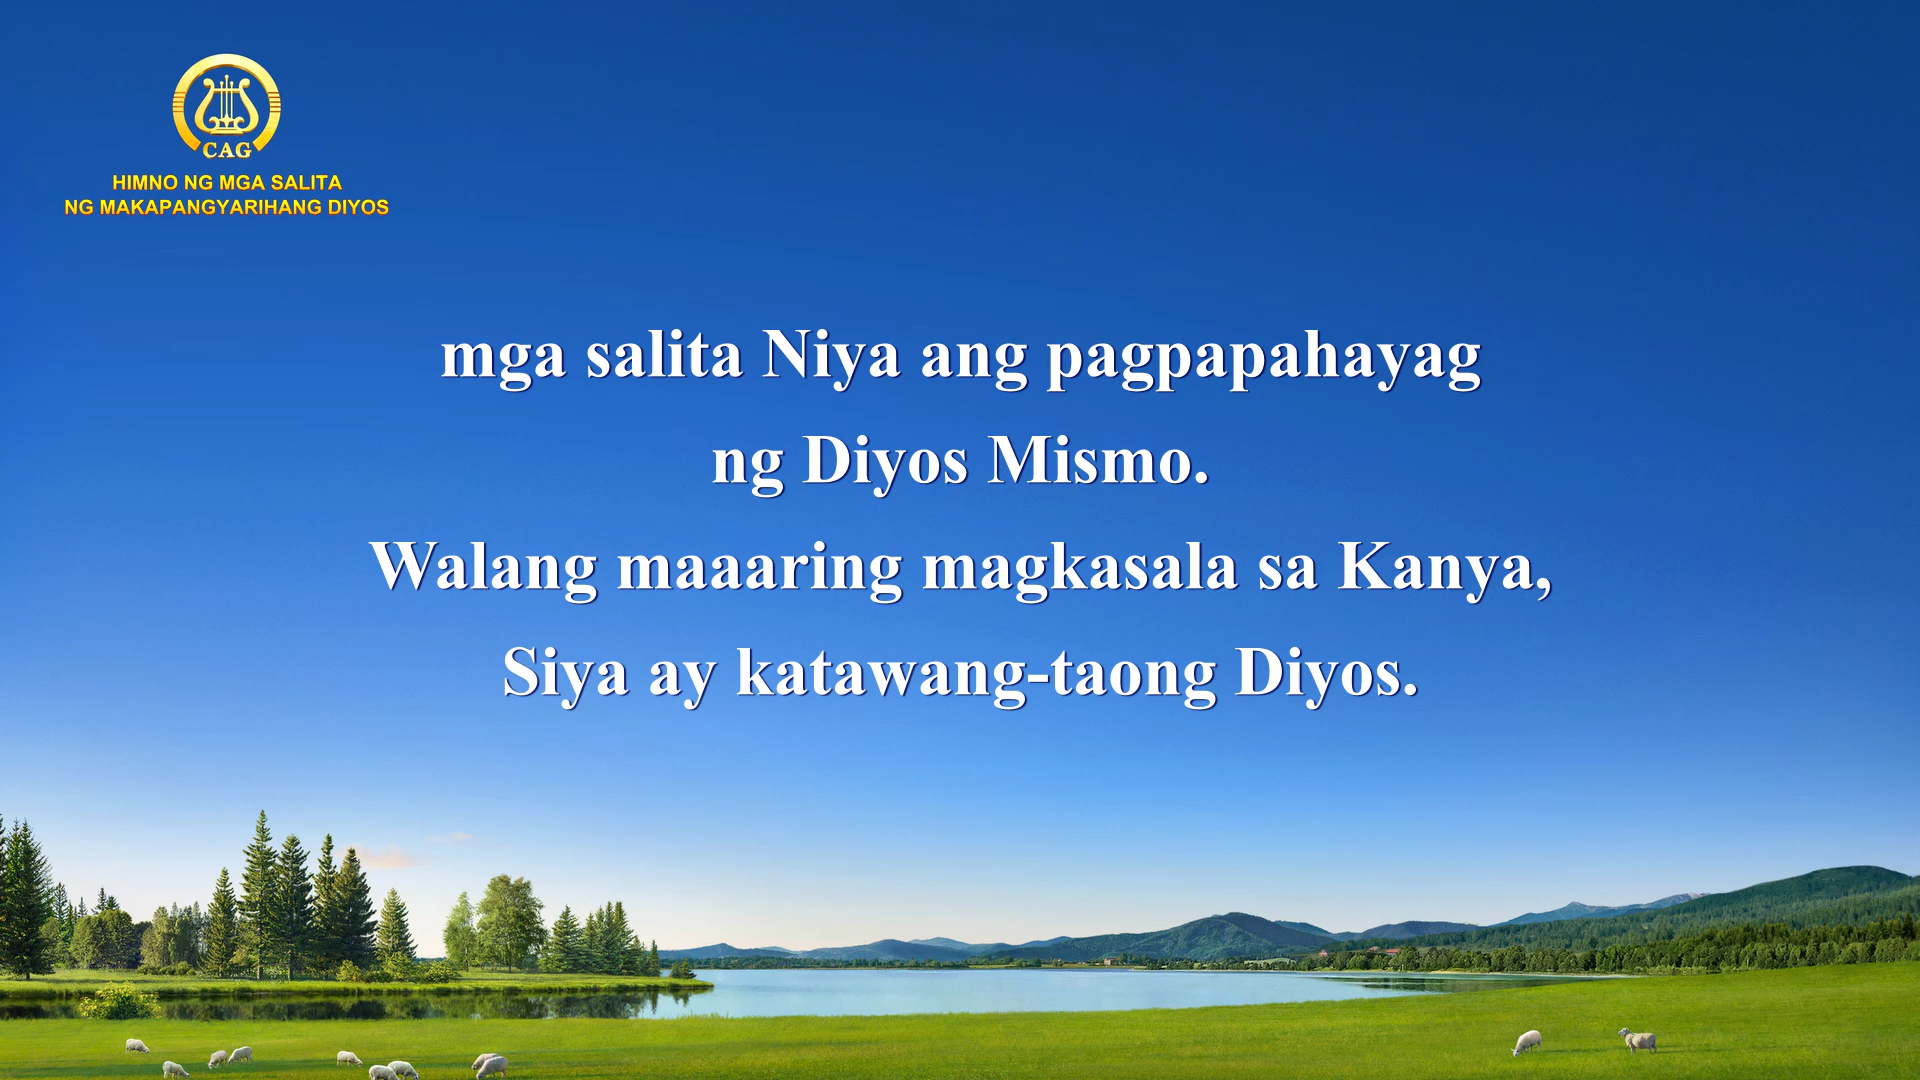 CAG
HIMNO NG MGA SALITA
NG MAKAPANGYARIHANG DIYOS
mga salita Niya ang pagpapahayag
ng Diyos Mismo.
Walang maaaring magkasala sa Kanya,
Siya ay katawang-taong Diyos.